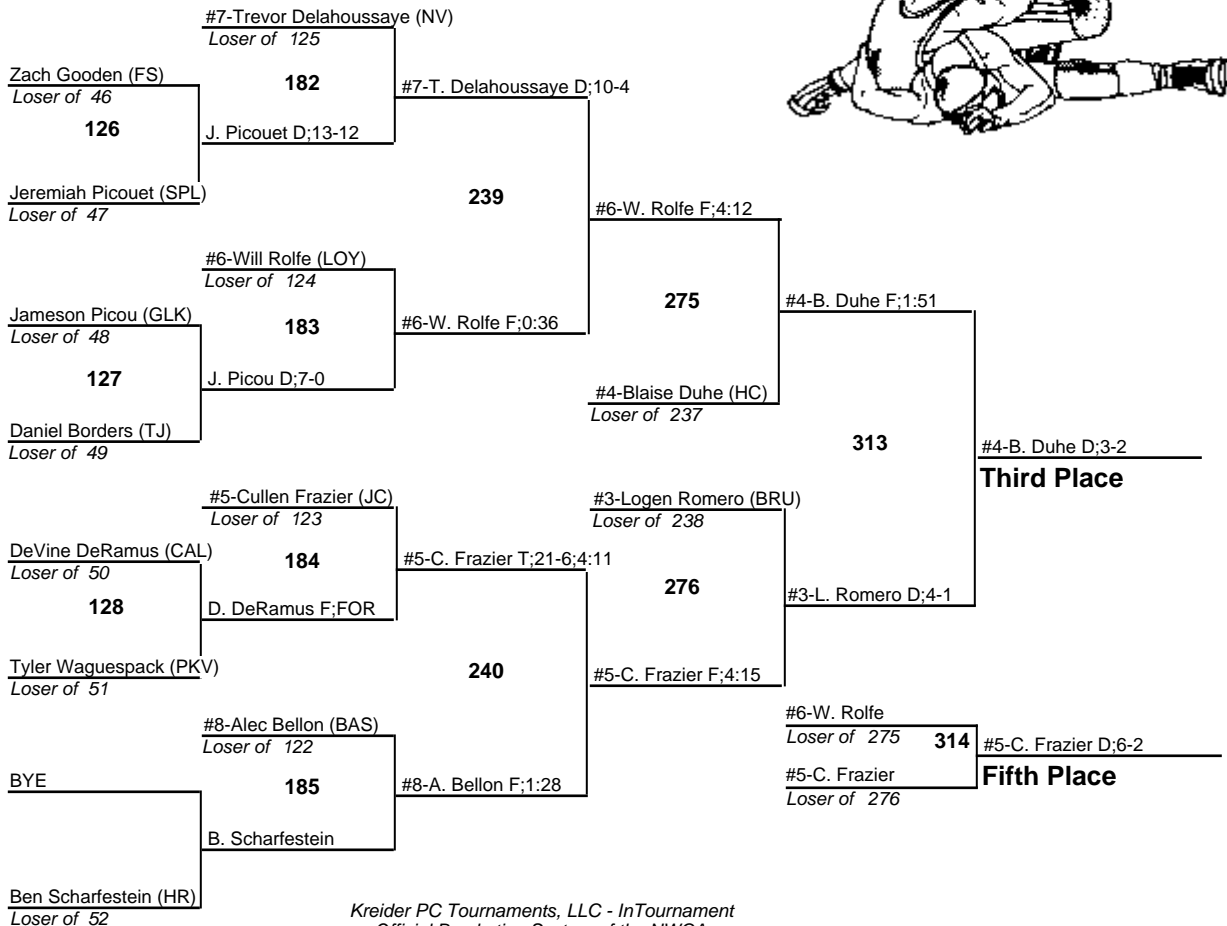 #7-Trevor Delahoussaye (NV)
Loser of 125
Zach Gooden (FS)
Loser of 46
182
#7-T. Delahoussaye D;10-4
126
J. Picouet D;13-12
Jeremiah Picouet (SPL)
Loser of 47
239
#6-W. Rolfe F;4:12
#6-Will Rolfe (LOY)
Loser of 124
Jameson Picou (GLK)
Loser of 48
183
#6-W. Rolfe F;0:36
275
#4-B. Duhe F;1:51
127
J. Picou D;7-0
#4-Blaise Duhe (HC)
Loser of 237
Daniel Borders (TJ)
Loser of 49
313
#4-B. Duhe D;3-2
Third Place
#5-Cullen Frazier (JC)
Loser of 123
#3-Logen Romero (BRU)
Loser of 238
DeVine DeRamus (CAL)
Loser of 50
184
#5-C. Frazier T;21-6;4:11
276
128
D. DeRamus F;FOR
#3-L. Romero D;4-1
Tyler Waguespack (PKV)
Loser of 51
240
#5-C. Frazier F;4:15
#8-Alec Bellon (BAS)
Loser of 122
#6-W. Rolfe
Loser of 275
314
#5-C. Frazier D;6-2
Fifth Place
BYE
185
#8-A. Bellon F;1:28
#5-C. Frazier
Loser of 276
B. Scharfestein
Ben Scharfestein (HR)
Loser of 52
Kreider PC Tournaments, LLC - InTournament